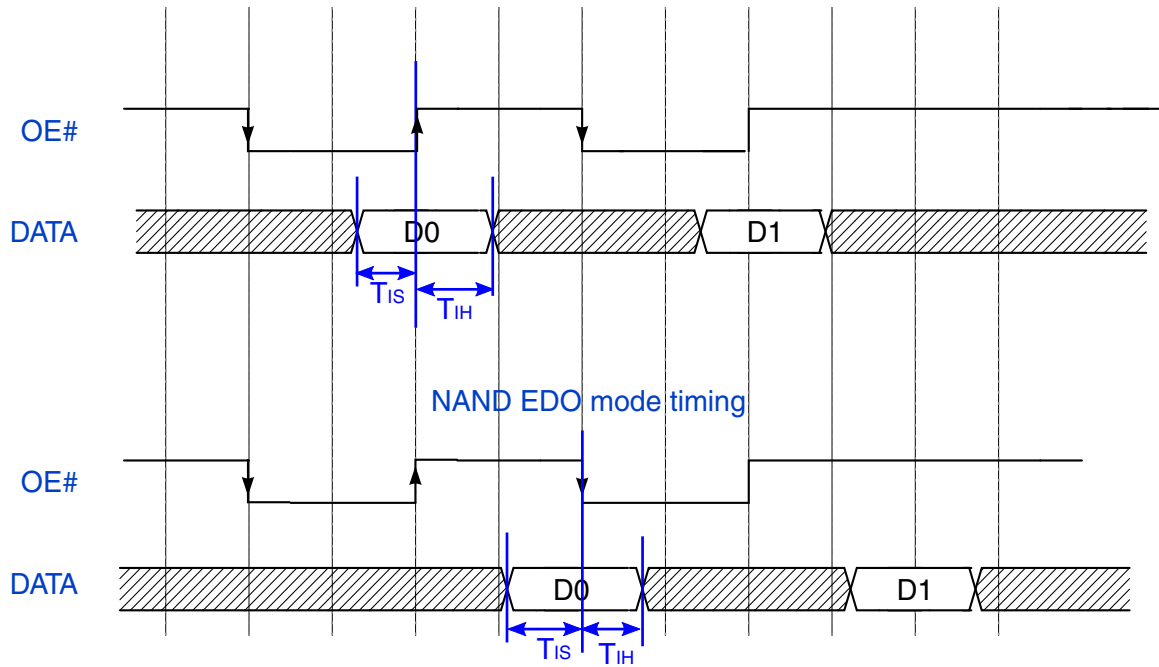 OE#
DATA D0 D1
TIS
TIH
NAND EDO mode timing
OE#
DATA D0 D1
TIS TIH